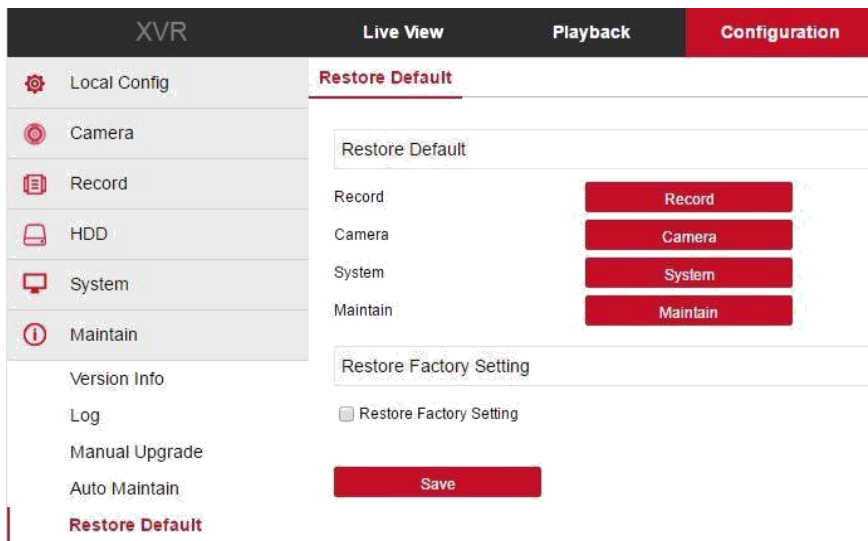 XVR Live View Playback Configuration
Local Config
Camera
Record
HDD
System
Maintain
Version Info
Log
Manual Upgrade
Auto Maintain
Restore Default
Restore Default
Restore Default
Record Record
Camera Camera
System System
Maintain Maintain
Restore Factory Setting
Restore Factory Setting
Save